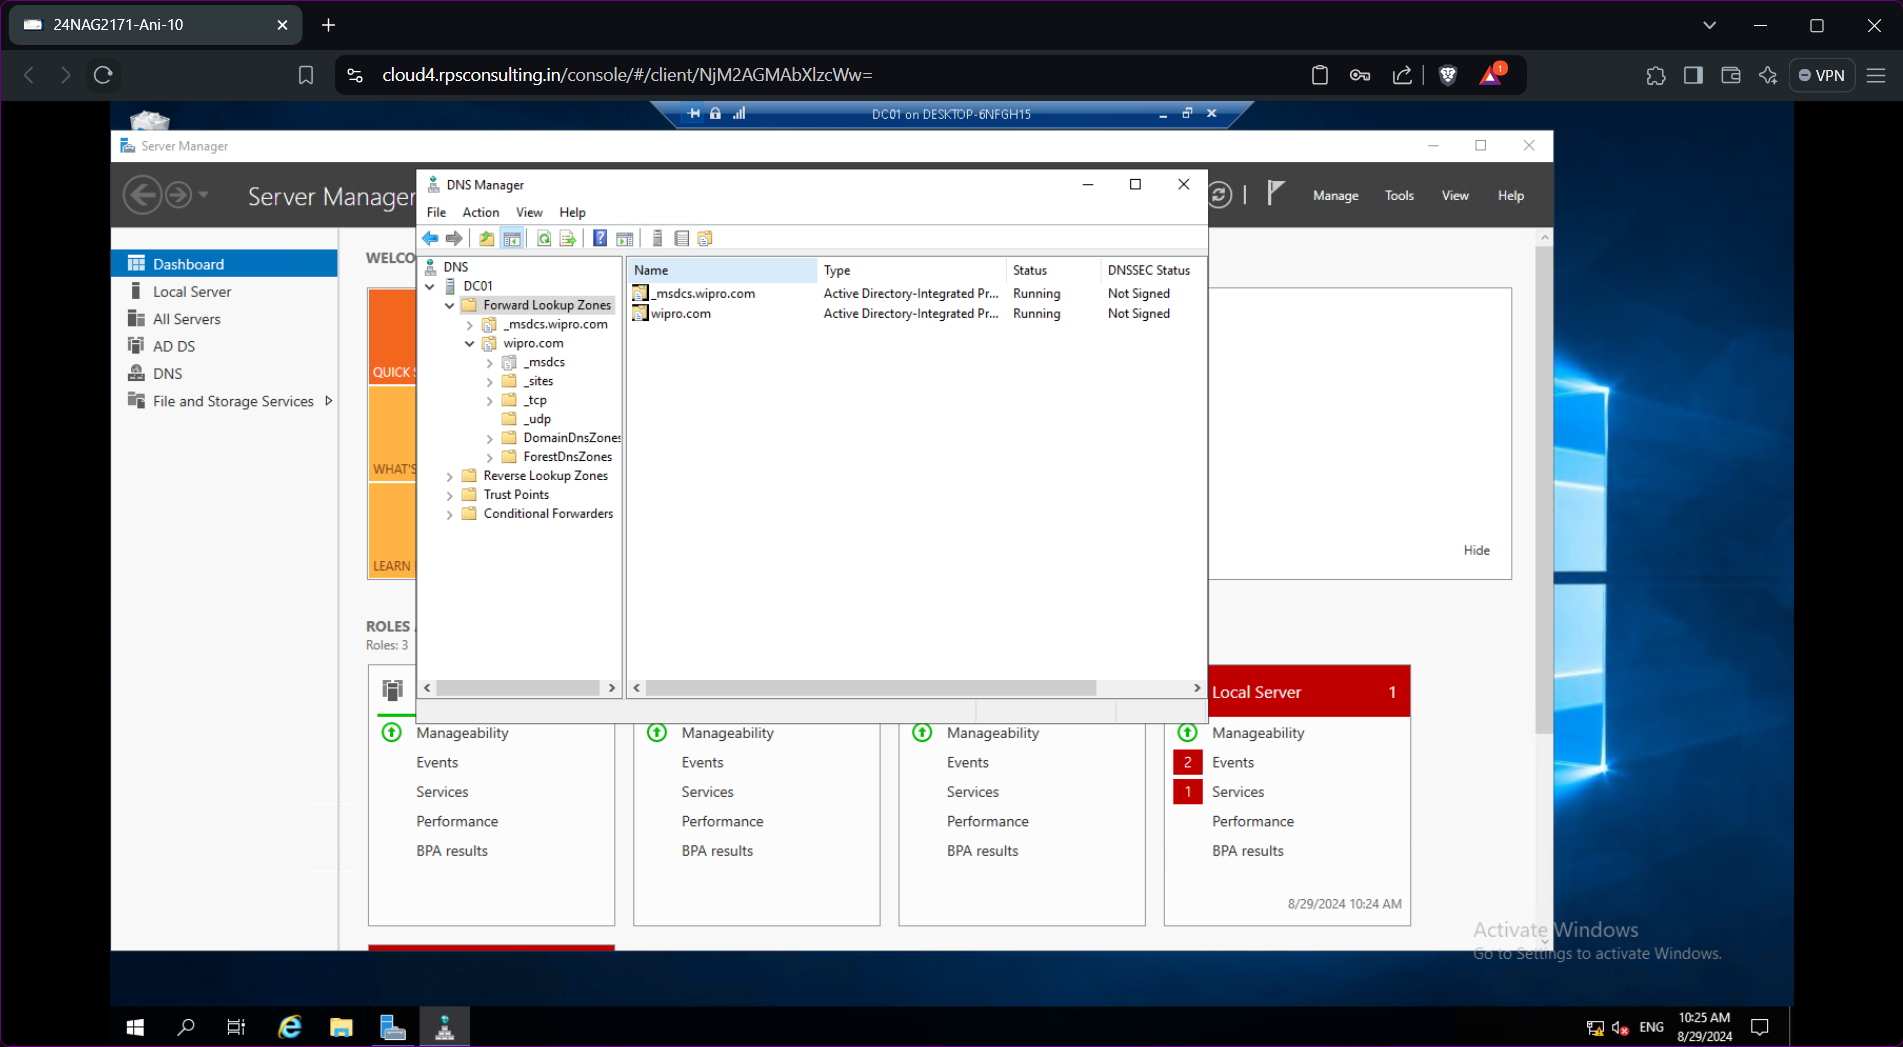 24NAG2171-Ani-10
cloud4.rpsconsulting.in/console/#/client/NjM2AGMAbXlzcWw=
1
VPN
DC01 on DESKTOP-6NFGH15
Server Manager
Server Manager
Manage
Tools
View
Help
DNS Manager
File
Action
View
Help
Dashboard
Local Server
All Servers
AD DS
DNS
File and Storage Services
WELCO
QUICK S
WHAT'S
LEARN
Hide
DNS
DC01
Forward Lookup Zones
_msdcs.wipro.com
wipro.com
_msdcs
_sites
_tcp
_udp
DomainDnsZones
ForestDnsZones
Reverse Lookup Zones
Trust Points
Conditional Forwarders
Name Type Status DNSSEC Status
_msdcs.wipro.com Active Directory-Integrated Pr... Running Not Signed
wipro.com Active Directory-Integrated Pr... Running Not Signed
ROLES
Roles: 3
Local Server 1
Manageability
Events
Services
Performance
BPA results
Manageability
Events
Services
Performance
BPA results
Manageability
Events
Services
Performance
BPA results
Manageability
2 Events
1 Services
Performance
BPA results
8/29/2024 10:24 AM
Activate Windows
Go to Settings to activate Windows.
ENG
10:25 AM
8/29/2024